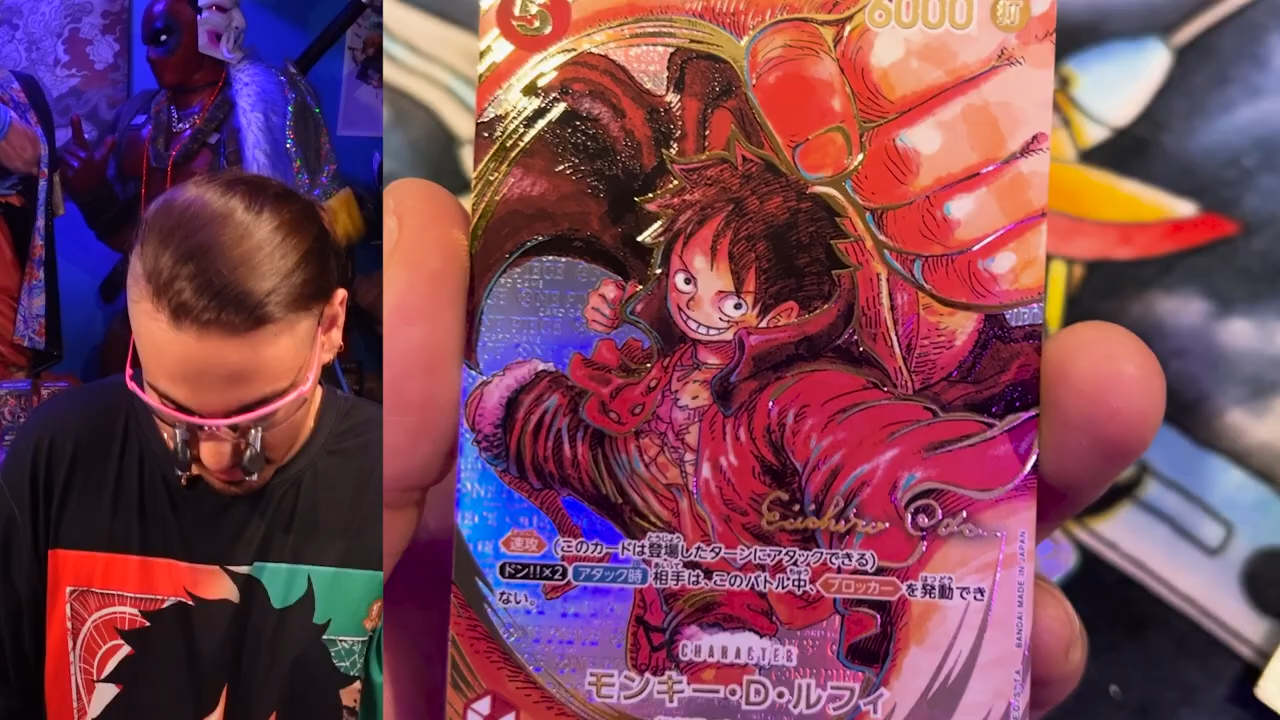 5
6000 打
Eiichiro Oda
速攻 (このカードは登場したターンにアタックできる)
ドン!!×2 アタック時 相手は、このバトル中、ブロッカー を発動でき
ない。
CHARACTER
モンキー・D・ルフィ
BANDAI MADE IN JAPAN